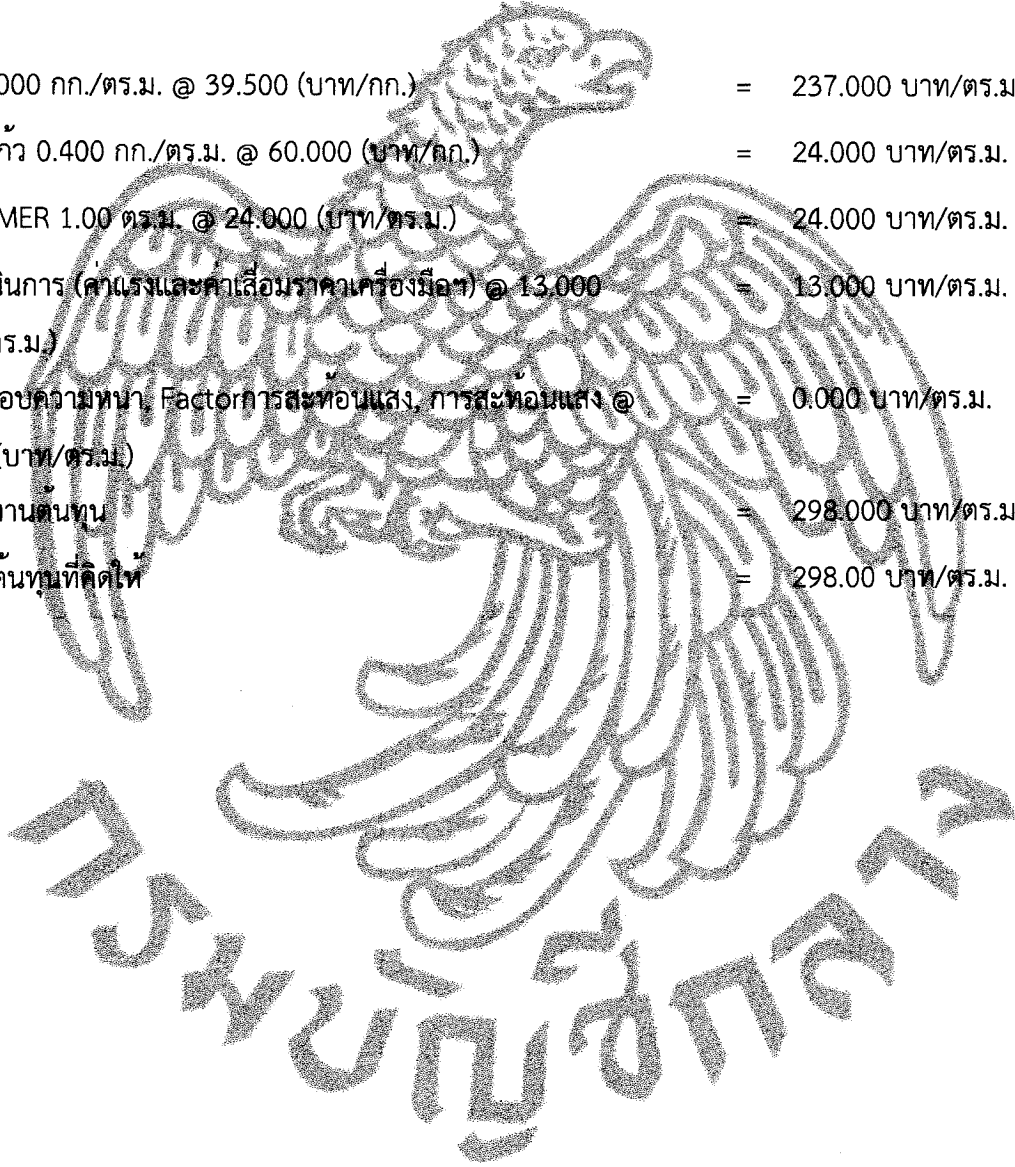 000 กก./ตร.ม. @ 39.500 (บาท/กก.) = 237.000 บาท/ตร.ม
ก้ว 0.400 กก./ตร.ม. @ 60.000 (บาท/กก.) = 24.000 บาท/ตร.ม.
MER 1.00 ตร.ม. @ 24.000 (บาท/ตร.ม.) = 24.000 บาท/ตร.ม.
นินการ (ค่าแรงและค่าเสื่อมราคาเครื่องมือฯ) @ 13.000 = 13.000 บาท/ตร.ม.
ตร.ม.)
อบความหนา, Factorการสะท้อนแสง, การสะท้อนแสง @ = 0.000 บาท/ตร.ม.
(บาท/ตร.ม.)
งานต้นทุน = 298.000 บาท/ตร.ม
ต้นทุนที่คิดให้ = 298.00 บาท/ตร.ม.
กรมบัญชีกลาง